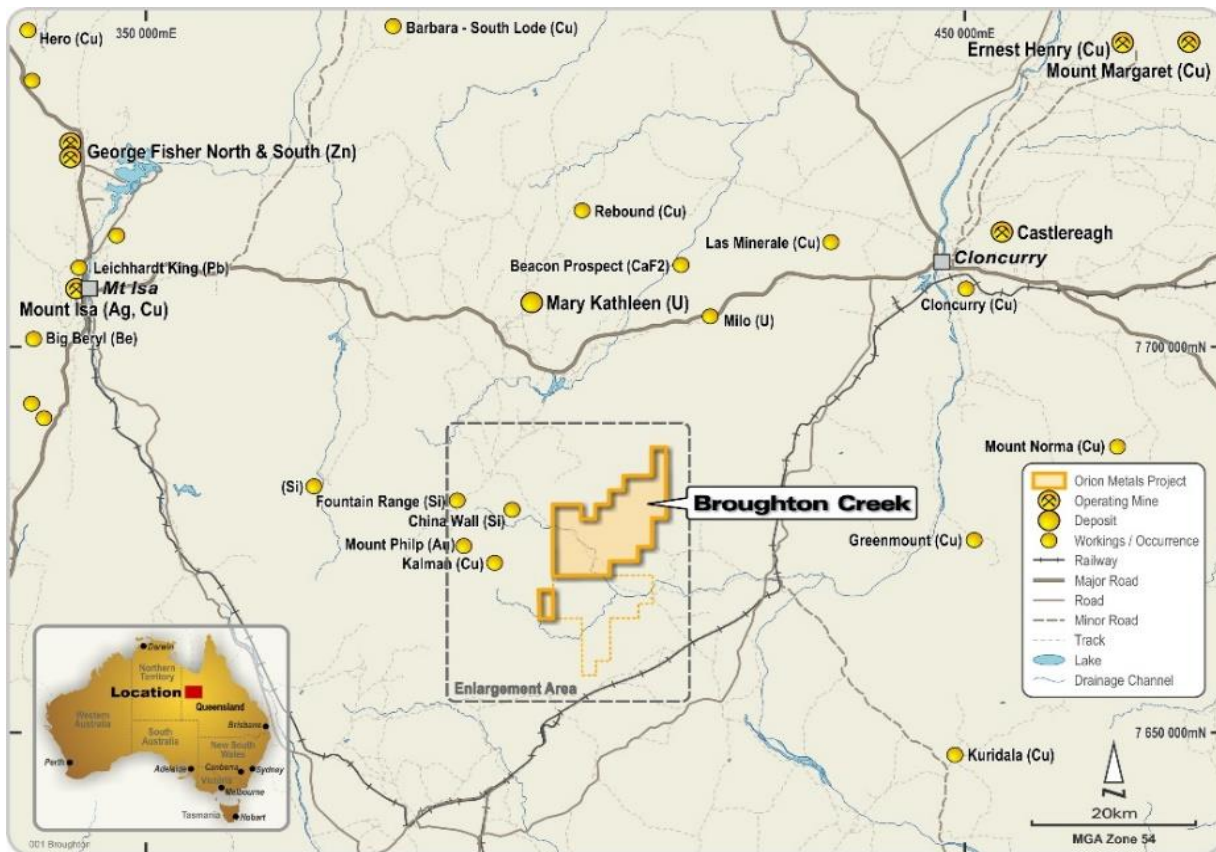 350 000mE
450 000mE
Hero (Cu)
Barbara - South Lode (Cu)
Ernest Henry (Cu)
Mount Margaret (Cu)
George Fisher North & South (Zn)
Rebound (Cu)
Las Minerale (Cu)
Castlereagh
Cloncurry
Leichhardt King (Pb)
Beacon Prospect (CaF2)
Mt Isa
Mount Isa (Ag, Cu)
Mary Kathleen (U)
Cloncurry (Cu)
Milo (U)
Big Beryl (Be)
7 700 000mN
Mount Norma (Cu)
(Si)
Fountain Range (Si)
China Wall (Si)
Broughton Creek
Mount Philp (Au)
Kalman (Cu)
Greenmount (Cu)
Enlargement Area
Kuridala (Cu)
7 650 000mN
Orion Metals Project
Operating Mine
Deposit
Workings / Occurrence
Railway
Major Road
Road
Minor Road
Track
Lake
Drainage Channel
Darwin
Northern
Territory
Location
Queensland
Western
Australia
South
Australia
Brisbane
New South
Wales
Perth
Adelaide
Canberra
Sydney
Victoria
Melbourne
Tasmania
Hobart
N
20km
MGA Zone 54
001 Broughton